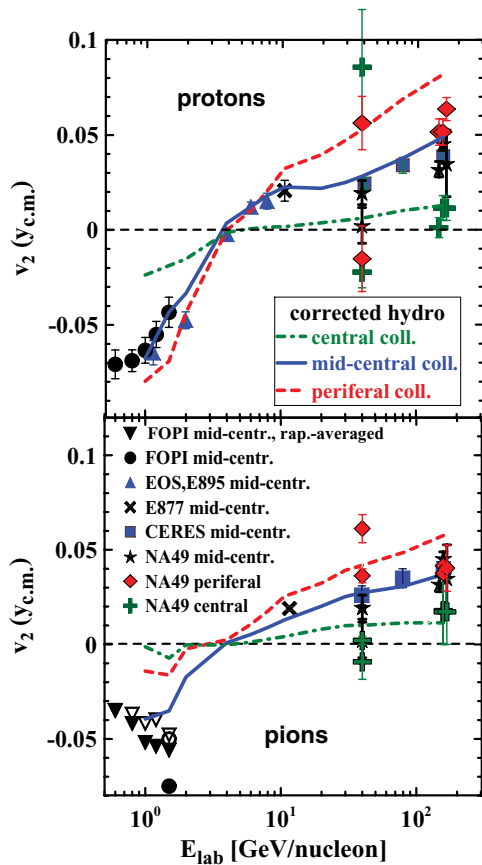 protons
0.1
0.05
0
-0.05
v2 (yc.m.)
corrected hydro
central coll.
mid-central coll.
periferal coll.
FOPI mid-centr., rap.-averaged
FOPI mid-centr.
EOS,E895 mid-centr.
E877 mid-centr.
CERES mid-centr.
NA49 mid-centr.
NA49 periferal
NA49 central
0.05
0
-0.05
v2 (yc.m.)
pions
10^0 10^1 10^2
Elab [GeV/nucleon]